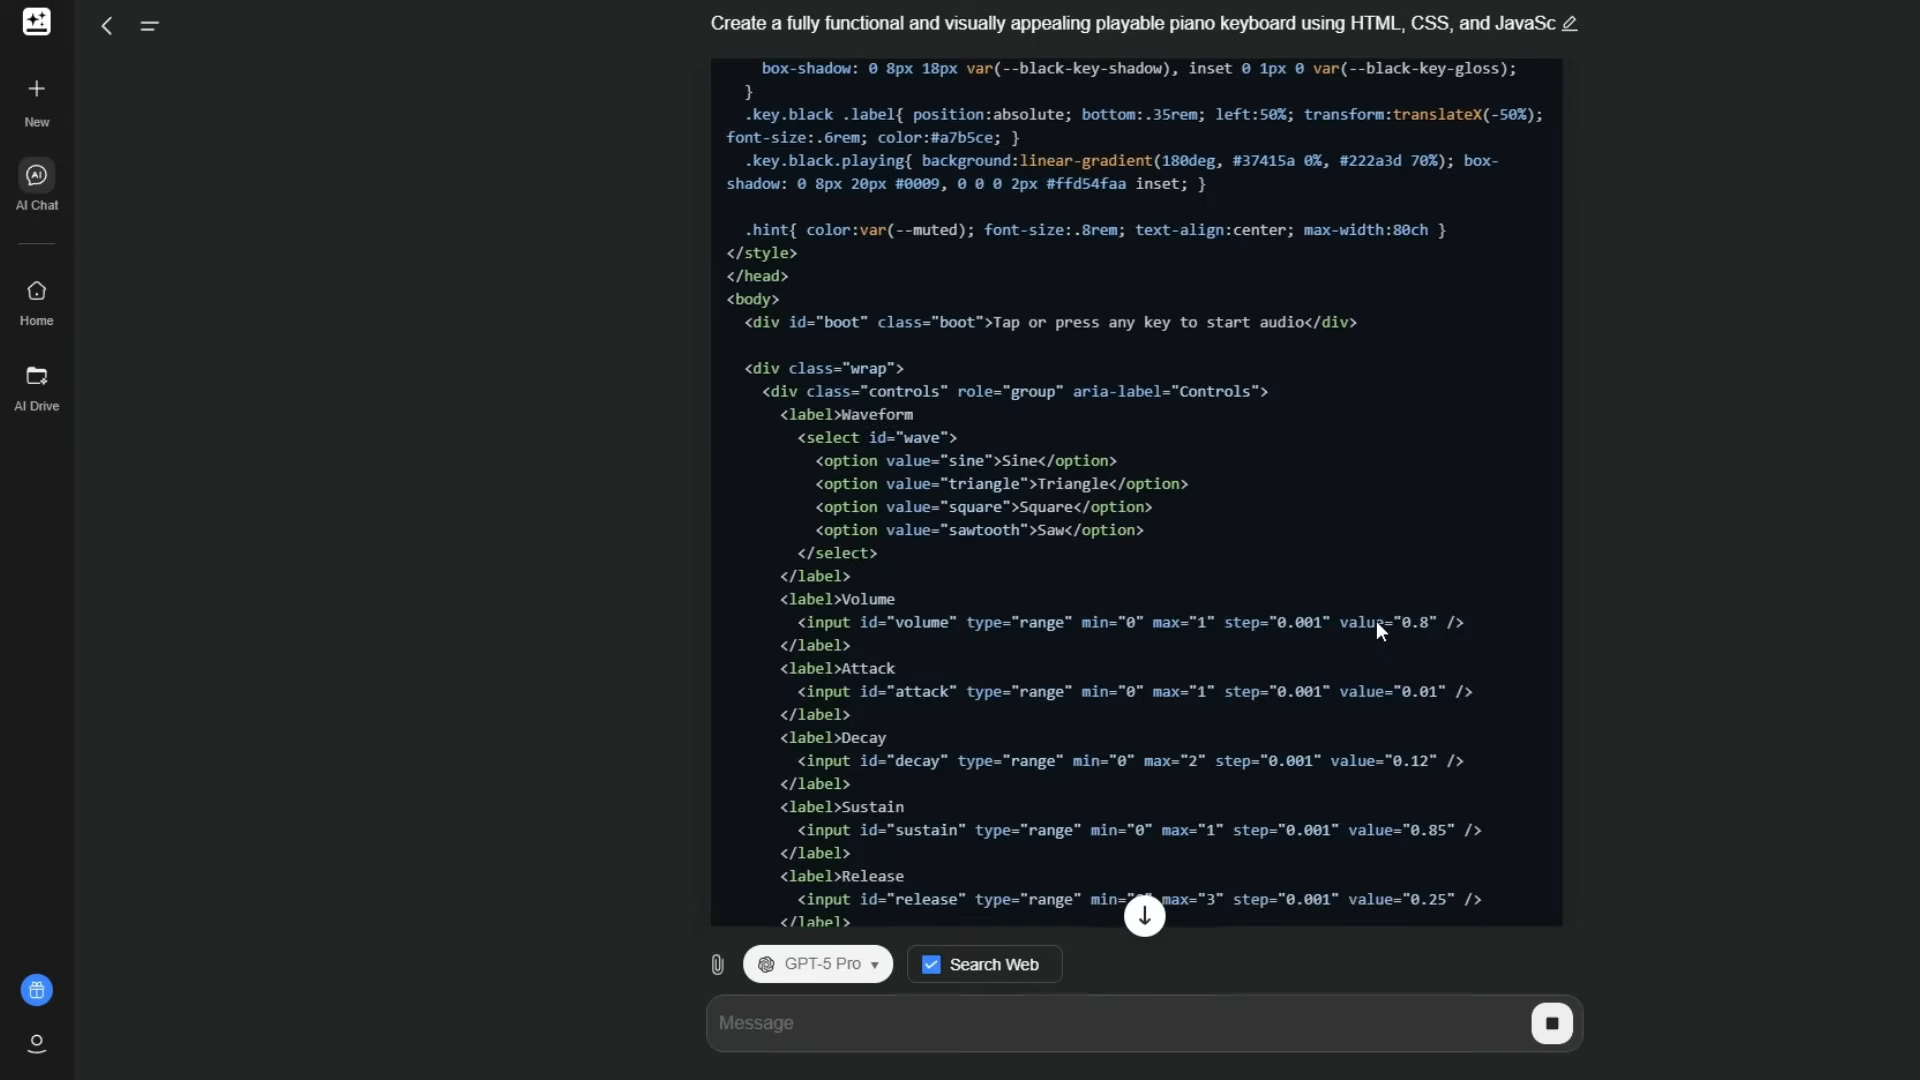 Create a fully functional and visually appealing playable piano keyboard using HTML, CSS, and JavaSc
New
AI
AI Chat
Home
AI Drive
box-shadow: 0 8px 18px var(--black-key-shadow), inset 0 1px 0 var(--black-key-gloss);
}
.key.black .label{ position:absolute; bottom:.35rem; left:50%; transform:translateX(-50%);
font-size:.6rem; color:#a7b5ce; }
.key.black.playing{ background:linear-gradient(180deg, #37415a 0%, #222a3d 70%); box-
shadow: 0 8px 20px #0009, 0 0 0 2px #ffd54faa inset; }
.hint{ color:var(--muted); font-size:.8rem; text-align:center; max-width:80ch }
</style>
</head>
<body>
<div id="boot" class="boot">Tap or press any key to start audio</div>
<div class="wrap">
<div class="controls" role="group" aria-label="Controls">
<label>Waveform
<select id="wave">
<option value="sine">Sine</option>
<option value="triangle">Triangle</option>
<option value="square">Square</option>
<option value="sawtooth">Saw</option>
</select>
</label>
<label>Volume
<input id="volume" type="range" min="0" max="1" step="0.001" value="0.8" />
</label>
<label>Attack
<input id="attack" type="range" min="0" max="1" step="0.001" value="0.01" />
</label>
<label>Decay
<input id="decay" type="range" min="0" max="2" step="0.001" value="0.12" />
</label>
<label>Sustain
<input id="sustain" type="range" min="0" max="1" step="0.001" value="0.85" />
</label>
<label>Release
<input id="release" type="range" max="3" step="0.001" value="0.25" />
</label>
GPT-5 Pro
Search Web
Message